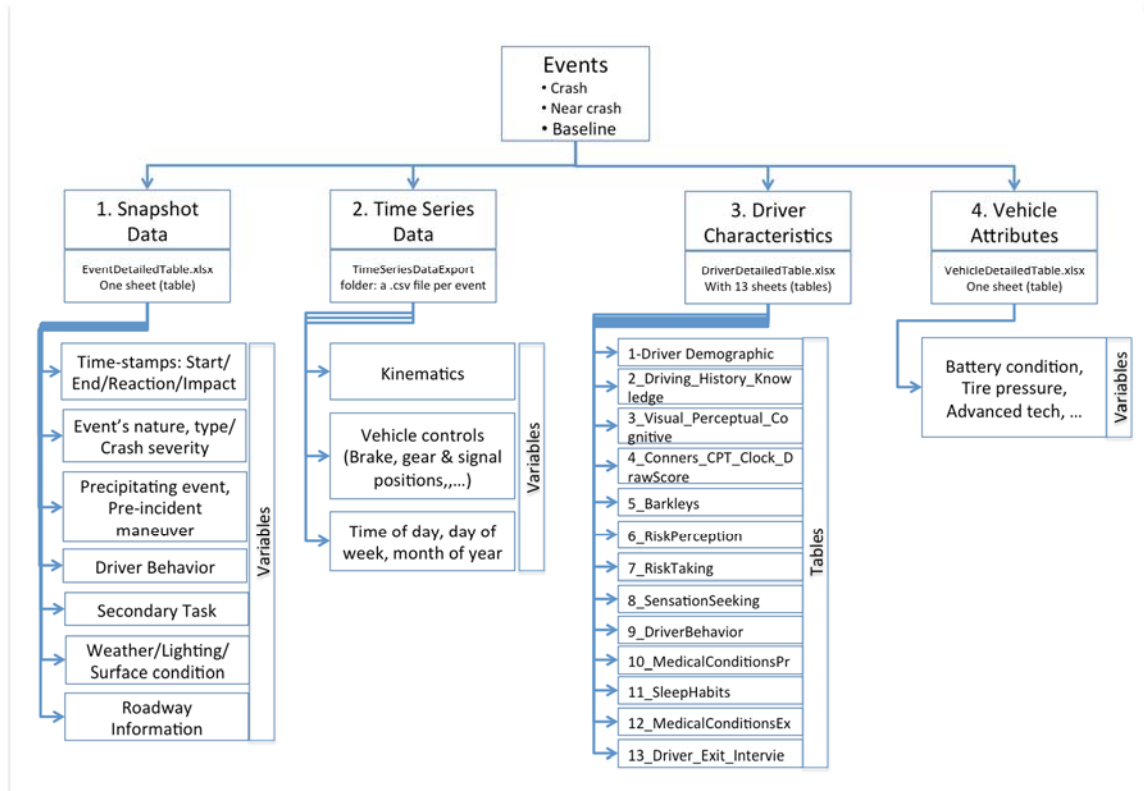 Events
• Crash
• Near crash
• Baseline
1. Snapshot
Data
EventDetailedTable.xlsx
One sheet (table)
Time-stamps: Start/
End/Reaction/Impact
Event's nature, type/
Crash severity
Precipitating event,
Pre-incident
maneuver
Driver Behavior
Secondary Task
Weather/Lighting/
Surface condition
Roadway
Information
Variables
2. Time Series
Data
TimeSeriesDataExport
folder: a .csv file per event
Kinematics
Vehicle controls
(Brake, gear & signal
positions,,...)
Time of day, day of
week, month of year
Variables
3. Driver
Characteristics
DriverDetailedTable.xlsx
With 13 sheets (tables)
1-Driver Demographic
2_Driving_History_Know
ledge
3_Visual_Perceptual_Co
gnitive
4_Conners_CPT_Clock_D
rawScore
5_Barkleys
6_RiskPerception
7_RiskTaking
8_SensationSeeking
9_DriverBehavior
10_MedicalConditionsPr
11_SleepHabits
12_MedicalConditionsEx
13_Driver_Exit_Intervie
Tables
4. Vehicle
Attributes
VehicleDetailedTable.xlsx
One sheet (table)
Battery condition,
Tire pressure,
Advanced tech, ...
Variables